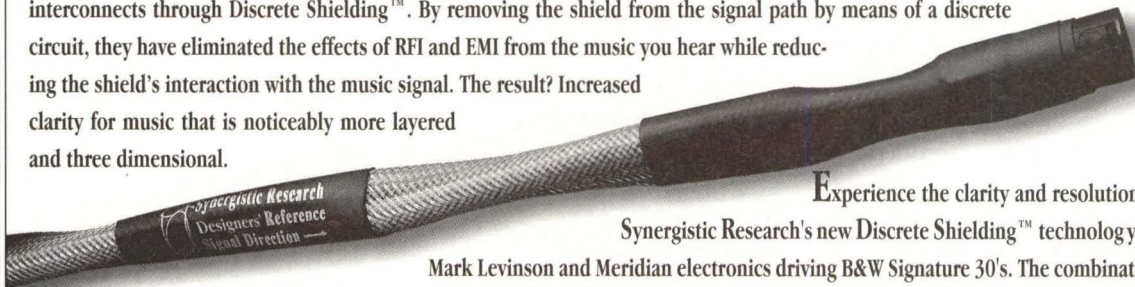 interconnects through Discrete Shielding™. By removing the shield from the signal path by means of a discrete
circuit, they have eliminated the effects of RFI and EMI from the music you hear while reduc-
ing the shield's interaction with the music signal. The result? Increased
clarity for music that is noticeably more layered
and three dimensional.
Synergistic Research
Designers' Reference
Signal Direction →
Experience the clarity and resolution
Synergistic Research's new Discrete Shielding™ technology
Mark Levinson and Meridian electronics driving B&W Signature 30's. The combinat